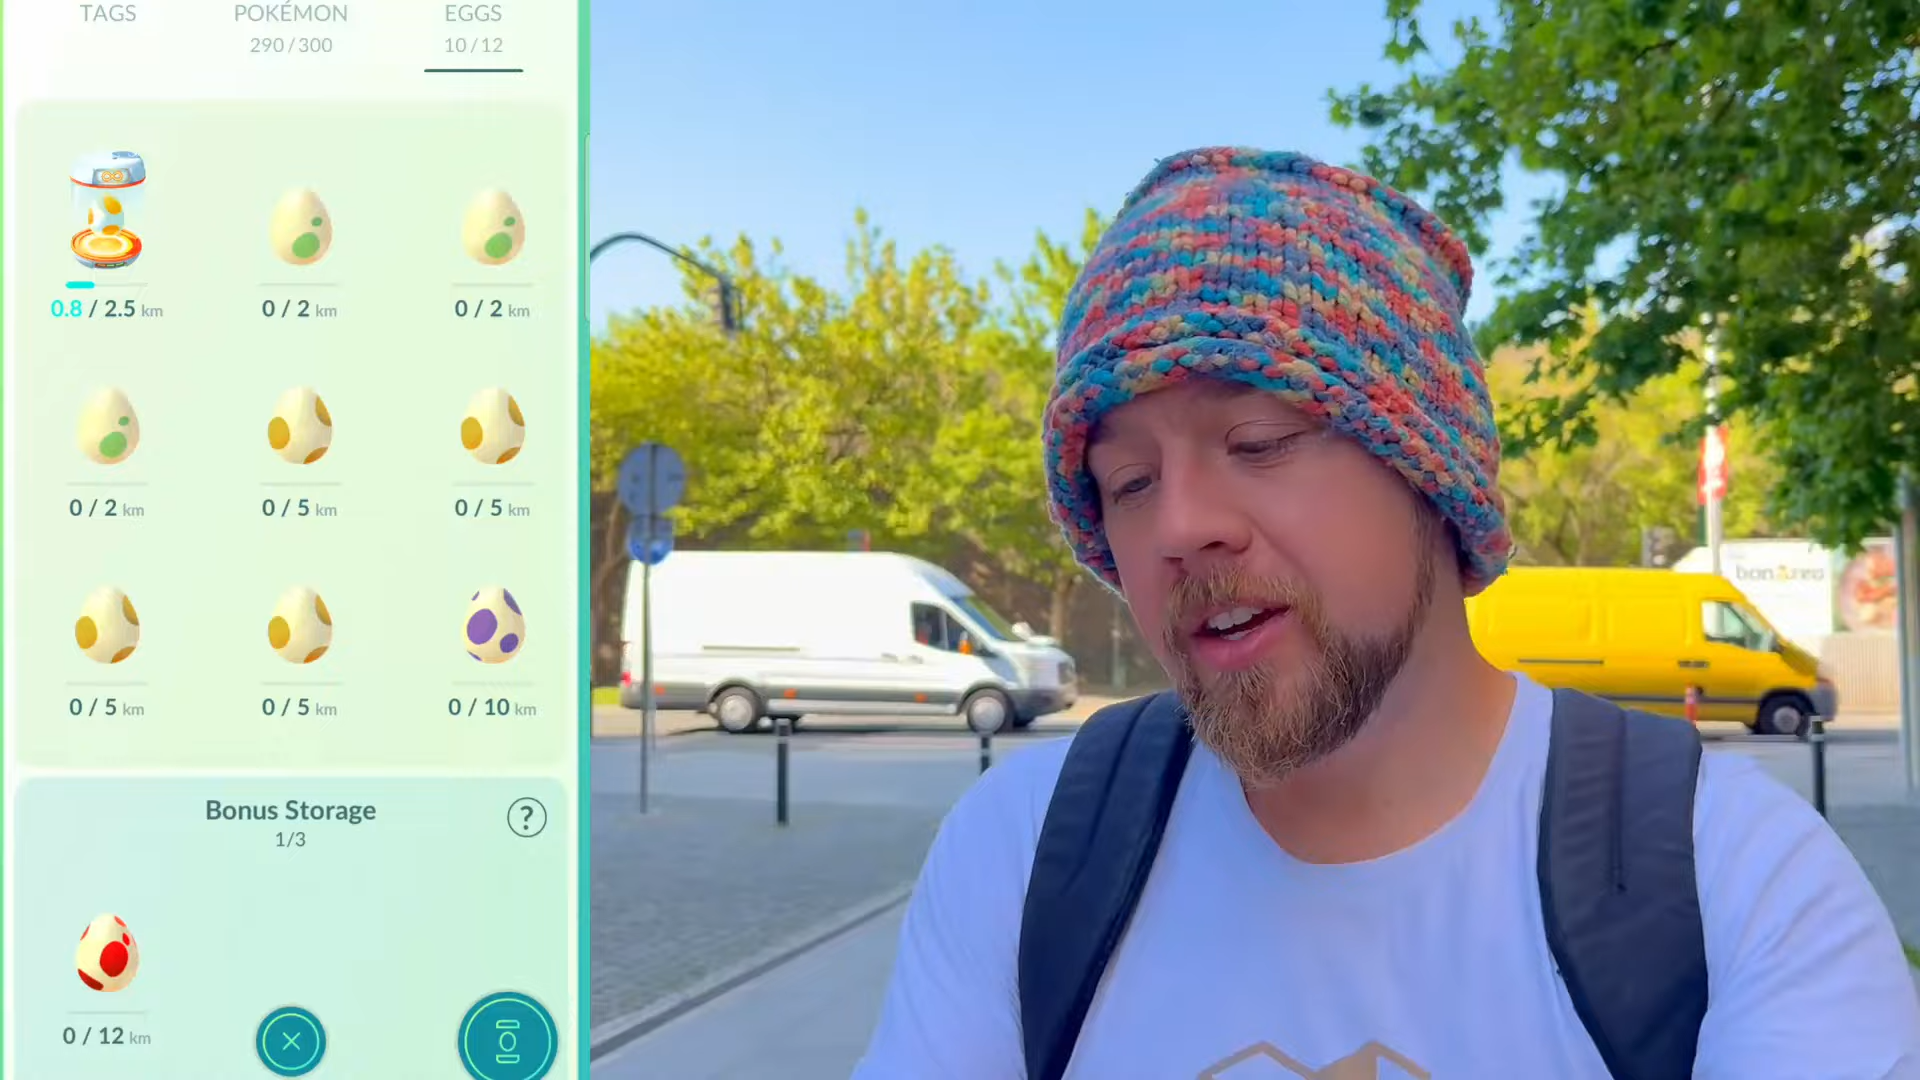 TAGS
POKÉMON
EGGS
290/300
10/12
0.8 / 2.5 km
0 / 2 km
0 / 2 km
0 / 2 km
0 / 5 km
0 / 5 km
0 / 5 km
0 / 5 km
0 / 10 km
Bonus Storage
?
1/3
0 / 12 km